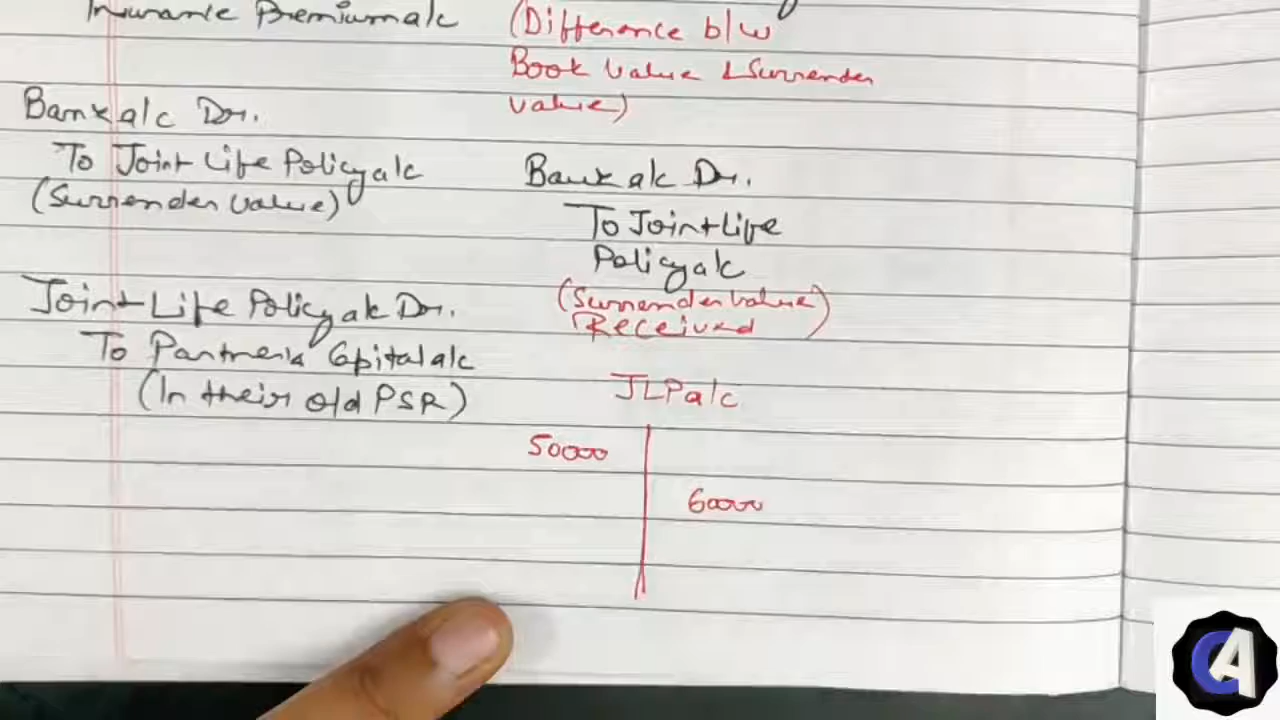 Insurance Premium a/c
Bank a/c Dr.
To Joint Life Policy a/c
(Surrender value)
Joint Life Policy a/c Dr.
To Partner's Capital a/c
(In their old PSR)
(Difference b/w
Book value & Surrender
value)
Bank a/c Dr.
To Joint Life
Policy a/c
(Surrender value)
Received
JLP a/c
50000
60000
CA